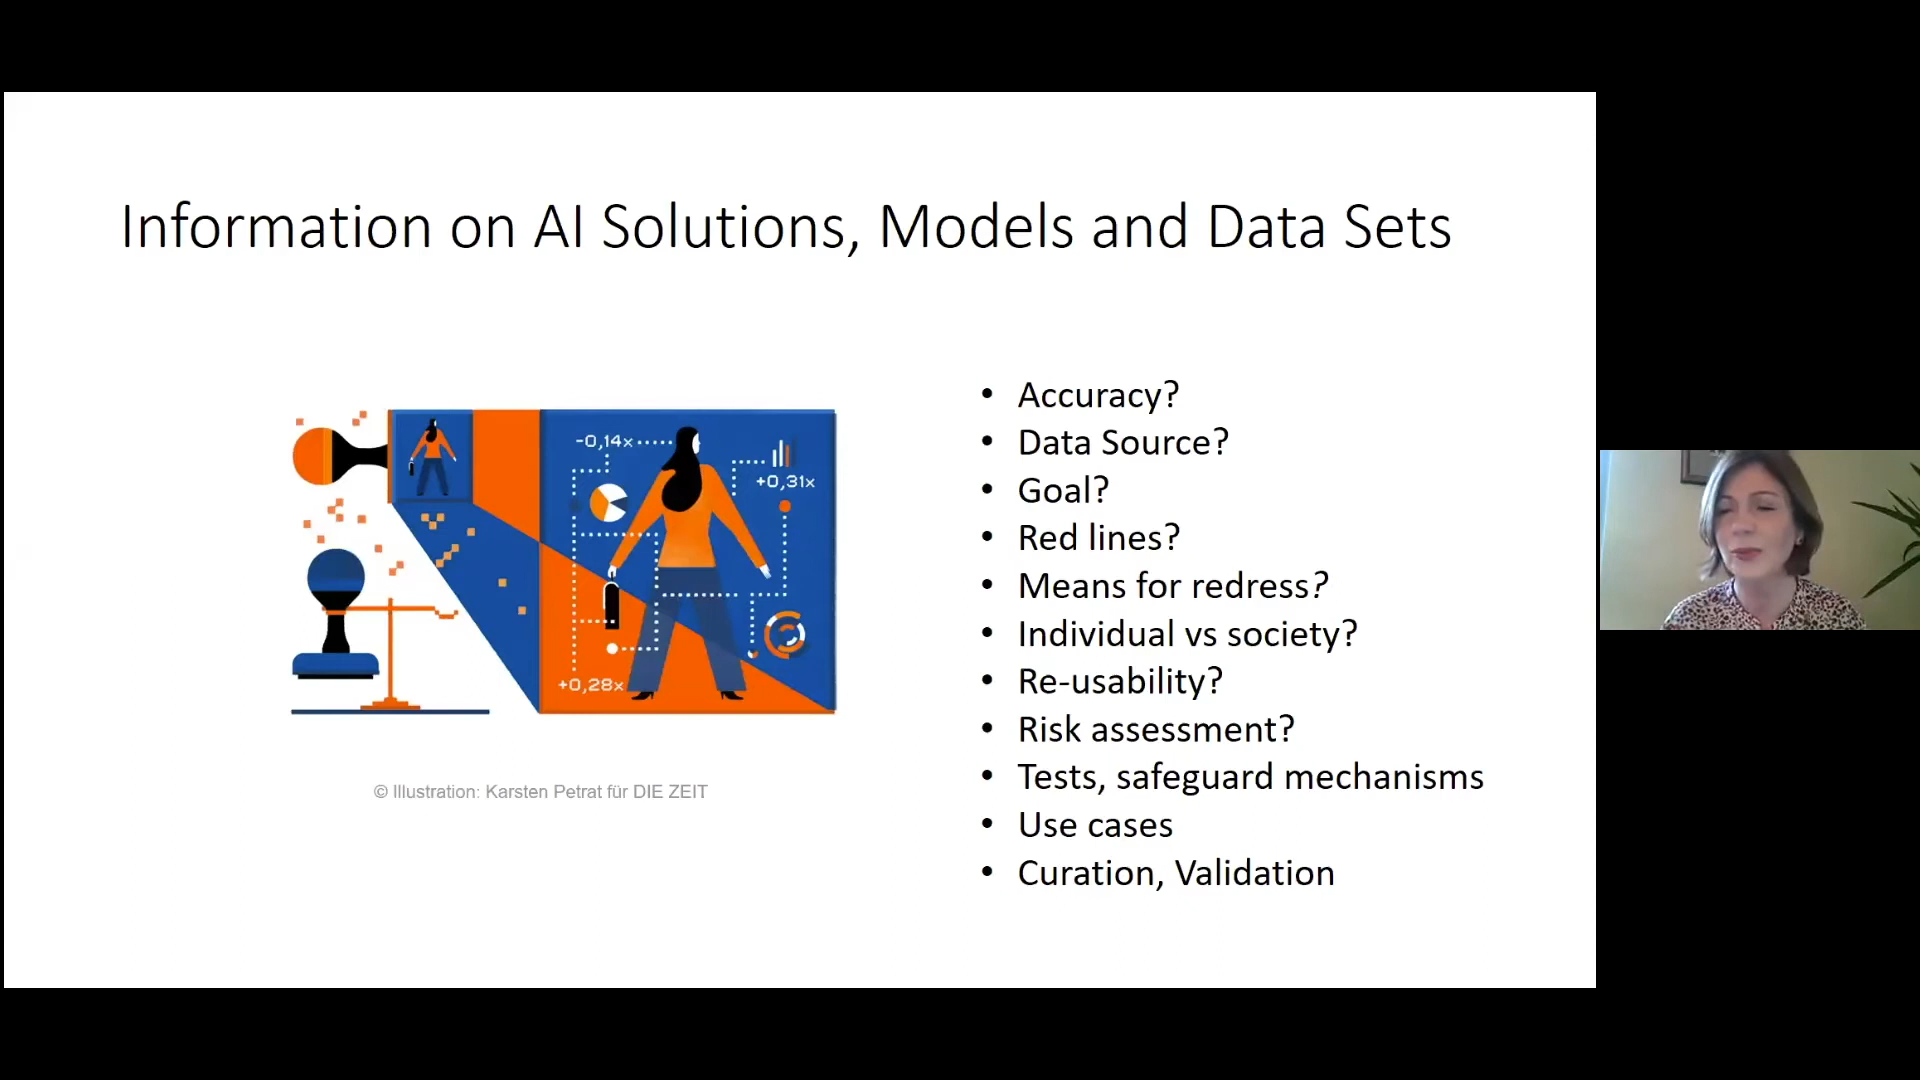 Information on AI Solutions, Models and Data Sets
-0,14x
+0,31x
+0,28x
© Illustration: Karsten Petrat für DIE ZEIT
• Accuracy?
• Data Source?
• Goal?
• Red lines?
• Means for redress?
• Individual vs society?
• Re-usability?
• Risk assessment?
• Tests, safeguard mechanisms
• Use cases
• Curation, Validation